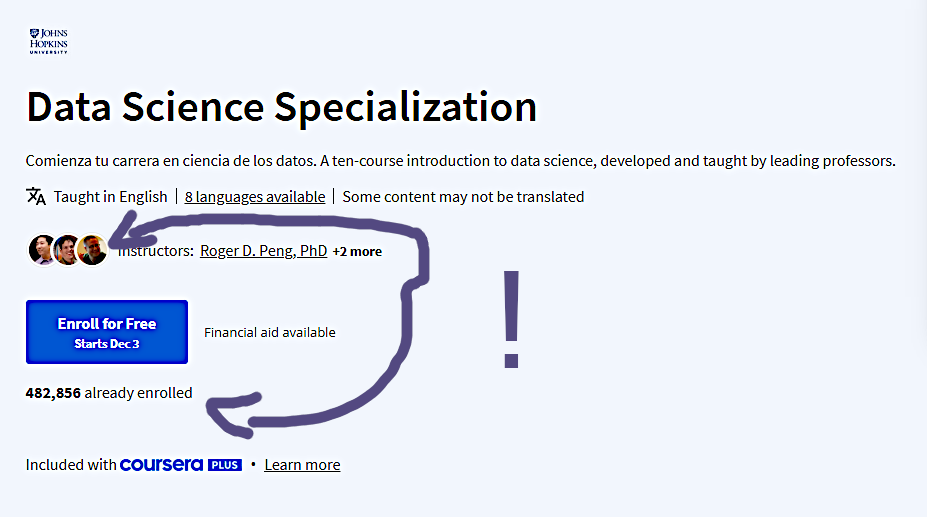 JOHNS
HOPKINS
UNIVERSITY
Data Science Specialization
Comienza tu carrera en ciencia de los datos. A ten-course introduction to data science, developed and taught by leading professors.
Taught in English | 8 languages available | Some content may not be translated
Instructors: Roger D. Peng, PhD +2 more
!
Enroll for Free
Starts Dec 3
Financial aid available
482,856 already enrolled
Included with coursera PLUS • Learn more